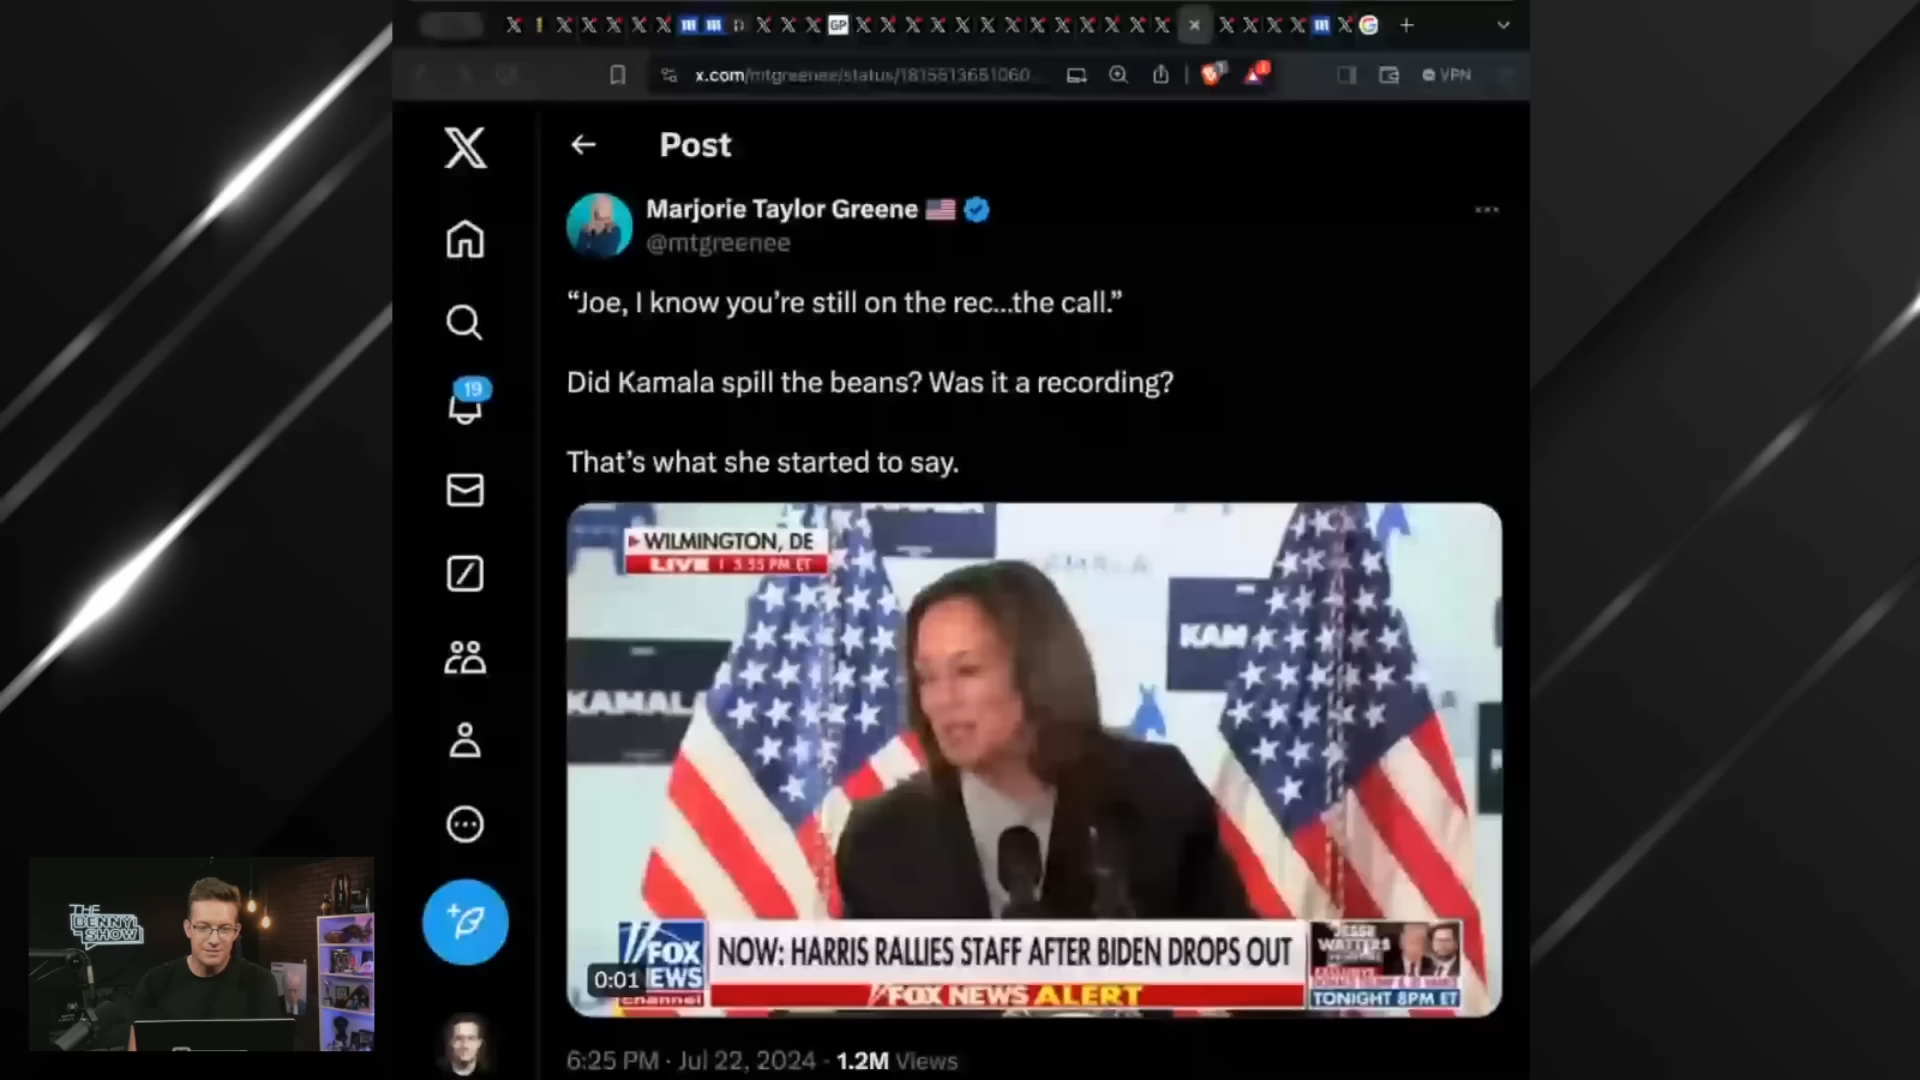 GP
x.com/mtgreenee/status/1815513651060...
VPN
Post
Marjorie Taylor Greene
@mtgreenee
“Joe, I know you’re still on the rec...the call.”
19
Did Kamala spill the beans? Was it a recording?
That’s what she started to say.
WILMINGTON, DE
LIVE | 3:55 PM ET
KAM
KAMALA
THE
BENNY
SHOW
FOX
NEWS
channel
NOW: HARRIS RALLIES STAFF AFTER BIDEN DROPS OUT
JESSE
WATTERS
0:01
FOX NEWS ALERT
TONIGHT 8PM ET
6:25 PM · Jul 22, 2024 · 1.2M Views